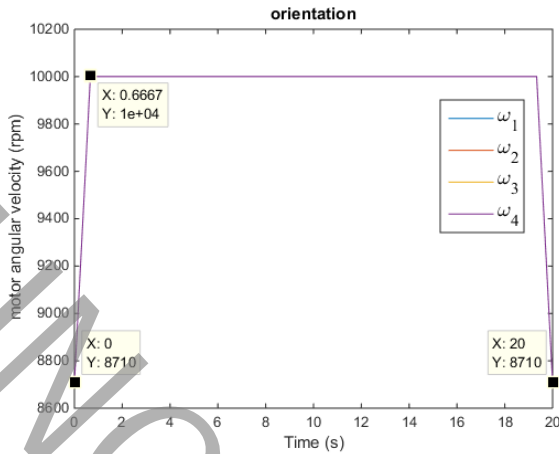 orientation
10200
10000
9800
9600
9400
9200
9000
8800
8600
motor angular velocity (rpm)
X: 0.6667
Y: 1e+04
ω1
ω2
ω3
ω4
X: 0
Y: 8710
X: 20
Y: 8710
0 2 4 6 8 10 12 14 16 18 20
Time (s)